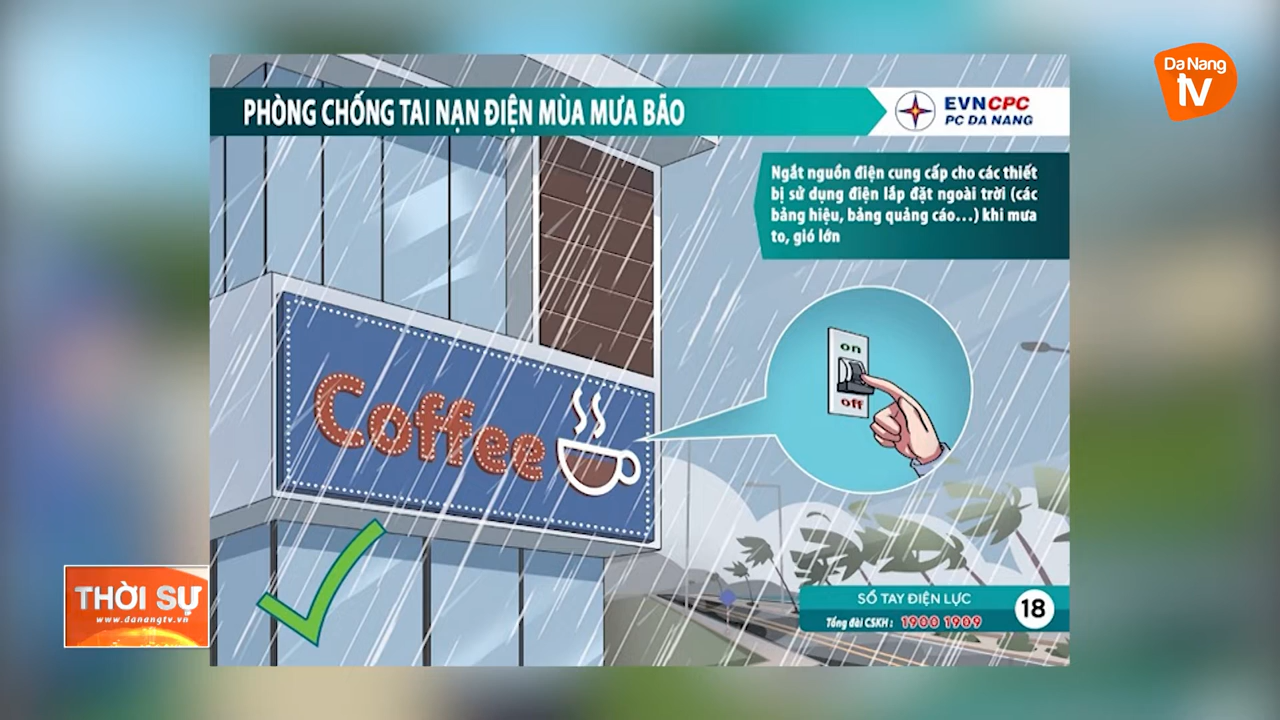 Da Nang
tv
PHÒNG CHỐNG TAI NẠN ĐIỆN MÙA MƯA BÃO
EVNCPC
PC DA NANG
Ngắt nguồn điện cung cấp cho các thiết
bị sử dụng điện lắp đặt ngoài trời (các
bảng hiệu, bảng quảng cáo...) khi mưa
to, gió lớn
on
off
Coffee
THỜI SỰ
www.danangtv.vn
SỔ TAY ĐIỆN LỰC
Tổng đài CSKH : 1900 1909
18